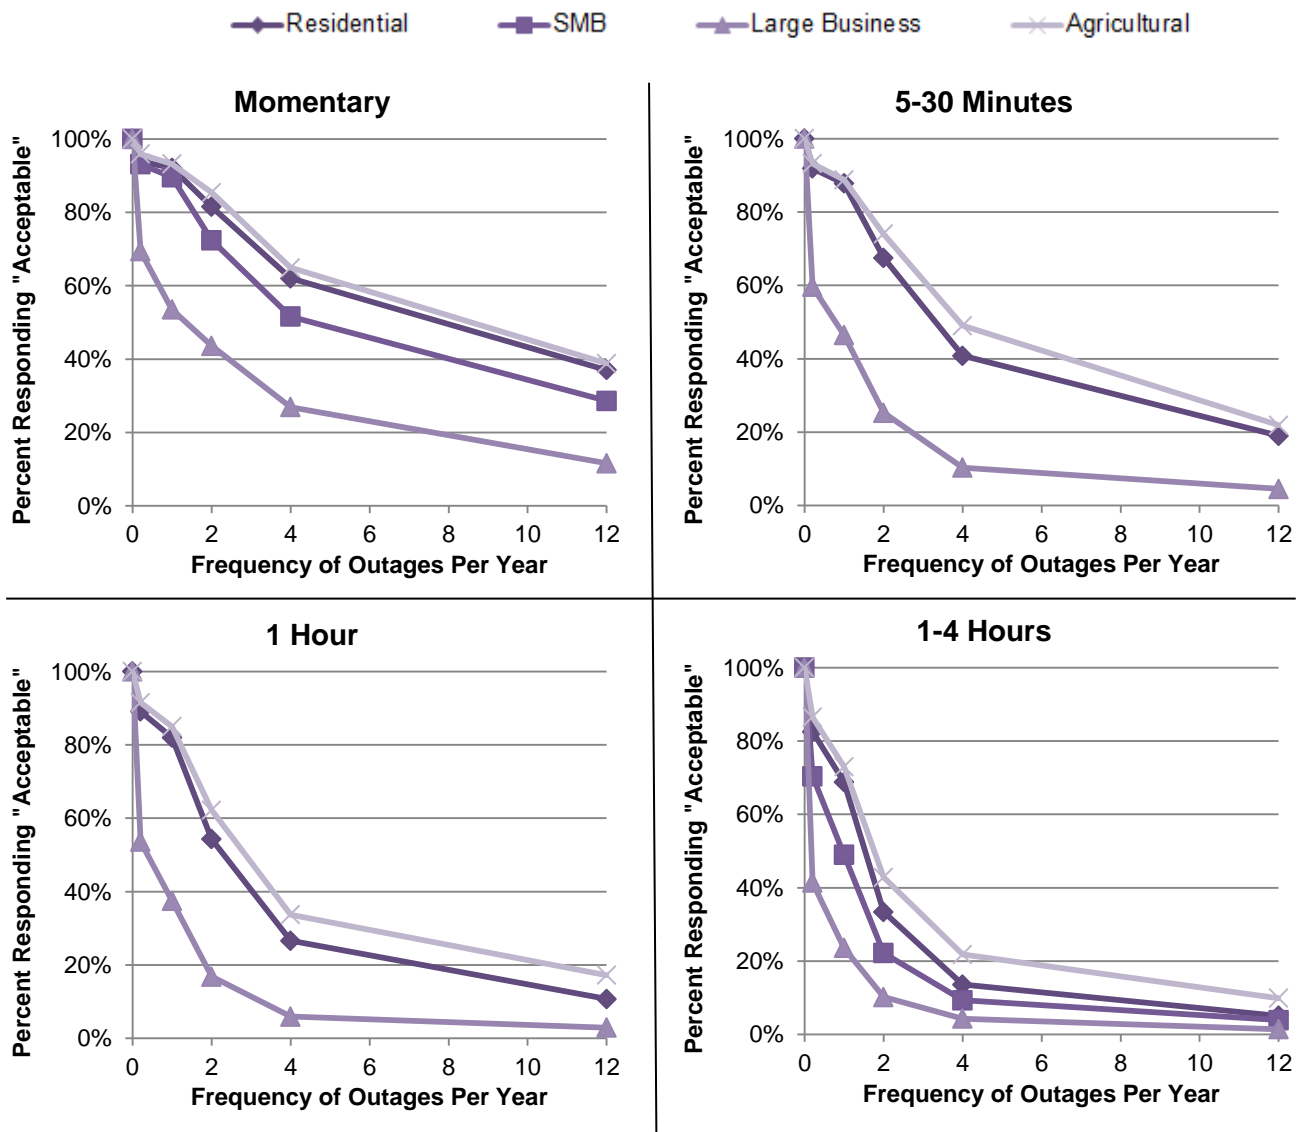 Residential SMB Large Business Agricultural
Momentary
Percent Responding "Acceptable"
100%
80%
60%
40%
20%
0%
0 2 4 6 8 10 12
Frequency of Outages Per Year
5-30 Minutes
Percent Responding "Acceptable"
100%
80%
60%
40%
20%
0%
0 2 4 6 8 10 12
Frequency of Outages Per Year
1 Hour
Percent Responding "Acceptable"
100%
80%
60%
40%
20%
0%
0 2 4 6 8 10 12
Frequency of Outages Per Year
1-4 Hours
Percent Responding "Acceptable"
100%
80%
60%
40%
20%
0%
0 2 4 6 8 10 12
Frequency of Outages Per Year